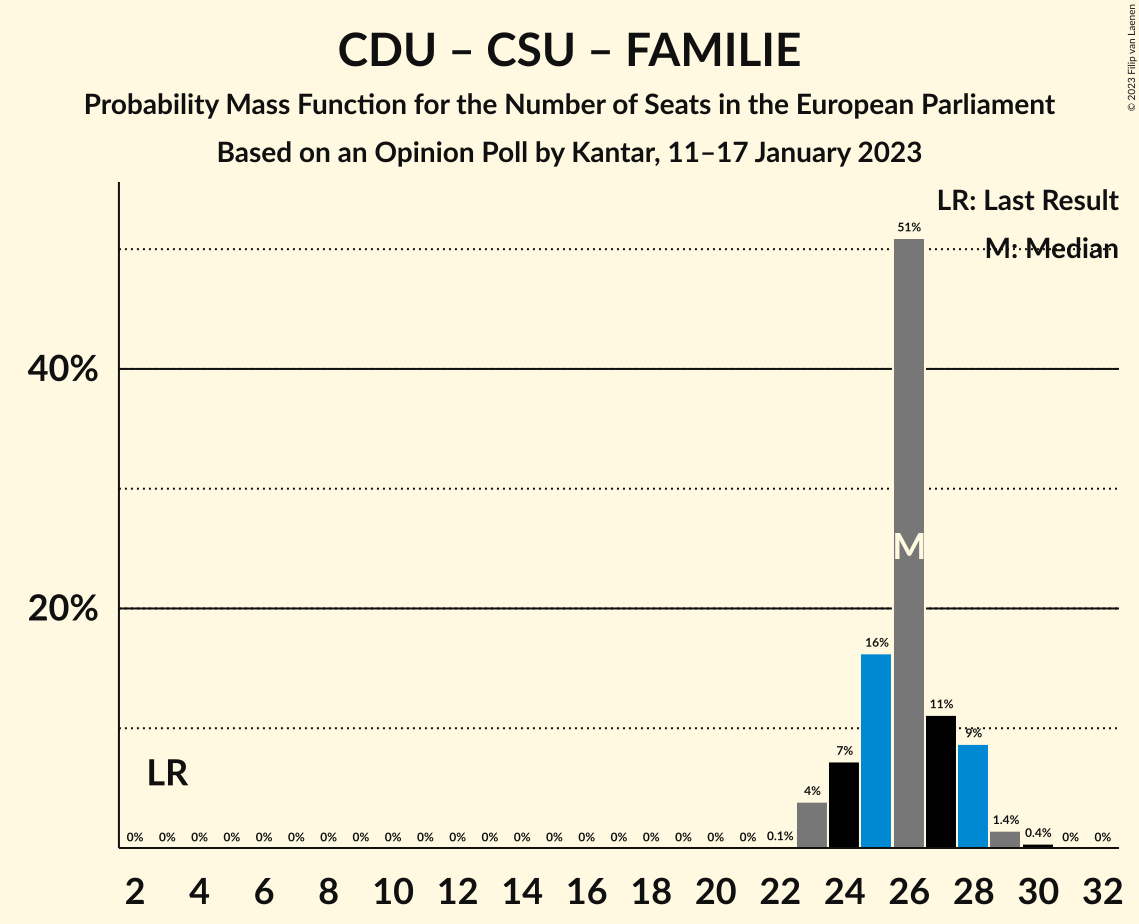 CDU – CSU – FAMILIE
Probability Mass Function for the Number of Seats in the European Parliament
Based on an Opinion Poll by Kantar, 11–17 January 2023
© 2023 Filip van Laenen
LR: Last Result
M: Median
51%
40%
M
20%
16%
11%
9%
7%
LR
4%
0% 0% 0% 0% 0% 0% 0% 0% 0% 0% 0% 0% 0% 0% 0% 0% 0% 0% 0% 0% 0.1% 1.4% 0.4% 0% 0%
2 4 6 8 10 12 14 16 18 20 22 24 26 28 30 32